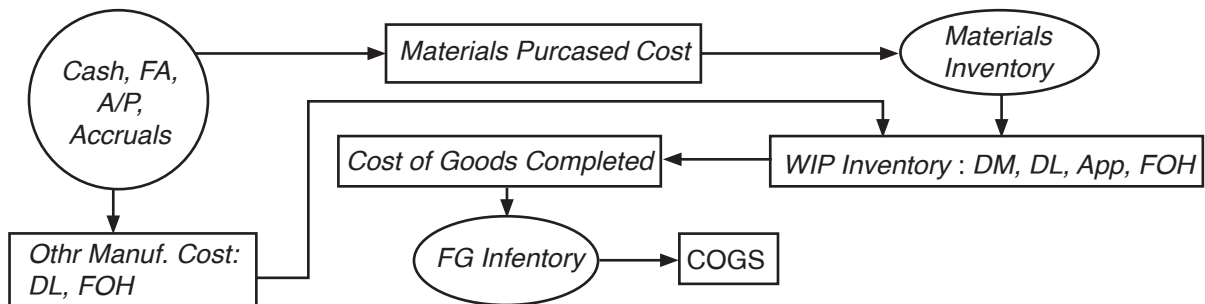 Cash, FA,
A/P,
Accruals
Materials Purcased Cost
Materials
Inventory
Cost of Goods Completed
WIP Inventory : DM, DL, App, FOH
Othr Manuf. Cost:
DL, FOH
FG Infentory
COGS